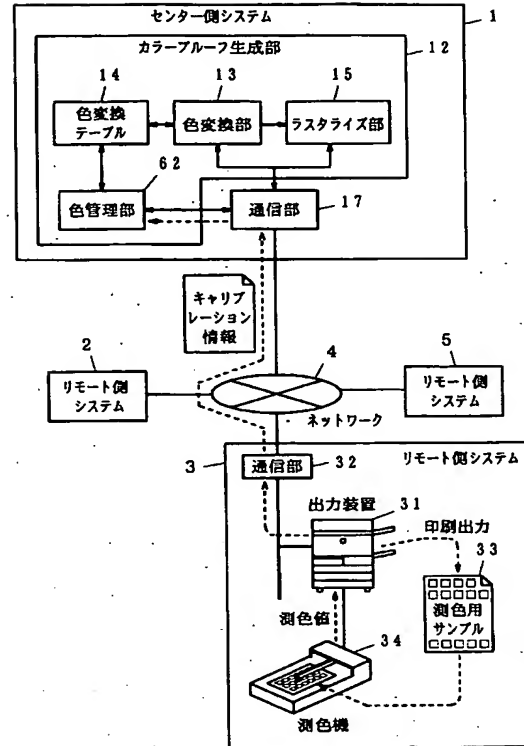 センター側システム
1
カラープルーフ生成部
12
14
13
15
色変換
テーブル
色変換部
ラスタライズ部
62
色管理部
通信部
17
キャリブ
レーション
情報
2
4
5
リモート側
システム
リモート側
システム
ネットワーク
3
通信部
32
リモート側システム
出力装置
31
印刷出力
33
測色用
サンプル
測色値
34
測色機